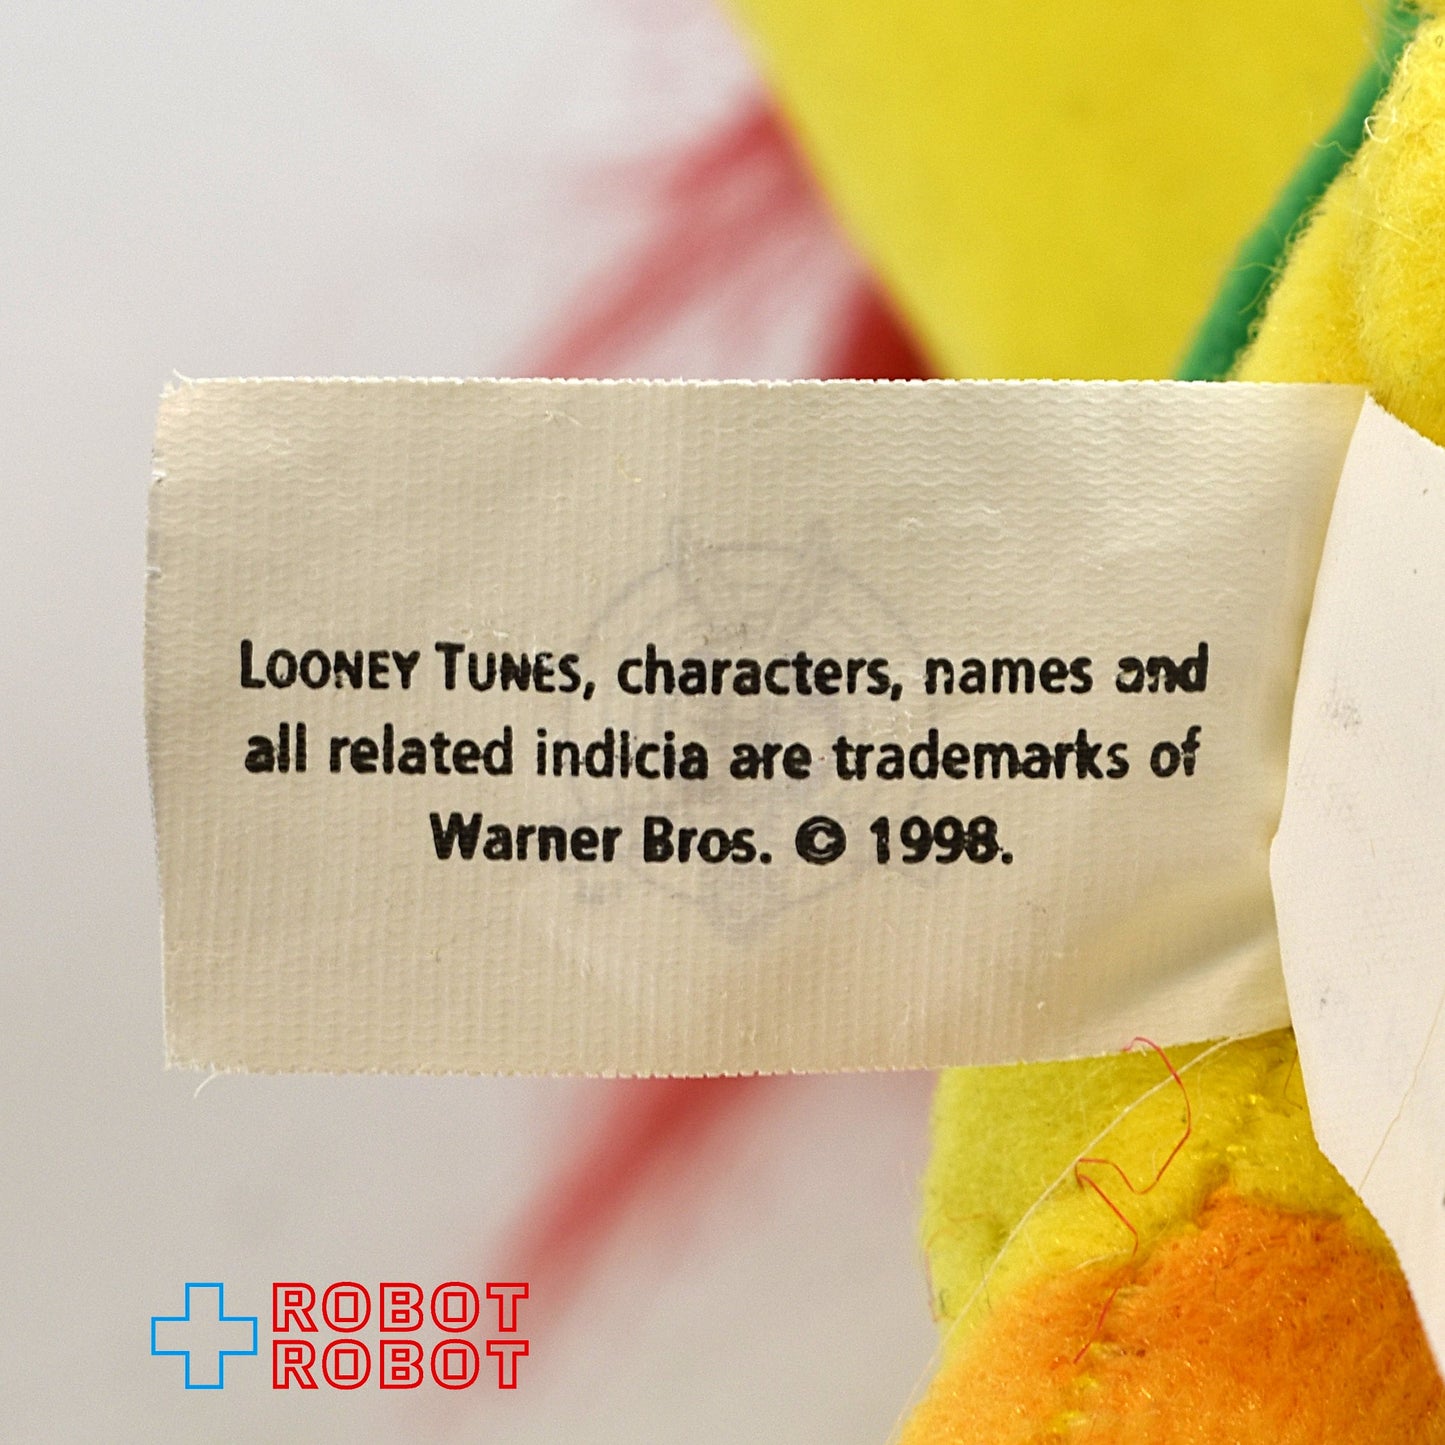 LOONEY TUNES, characters, names and
all related indicia are trademarks of
Warner Bros. © 1998.
ROBOT
ROBOT